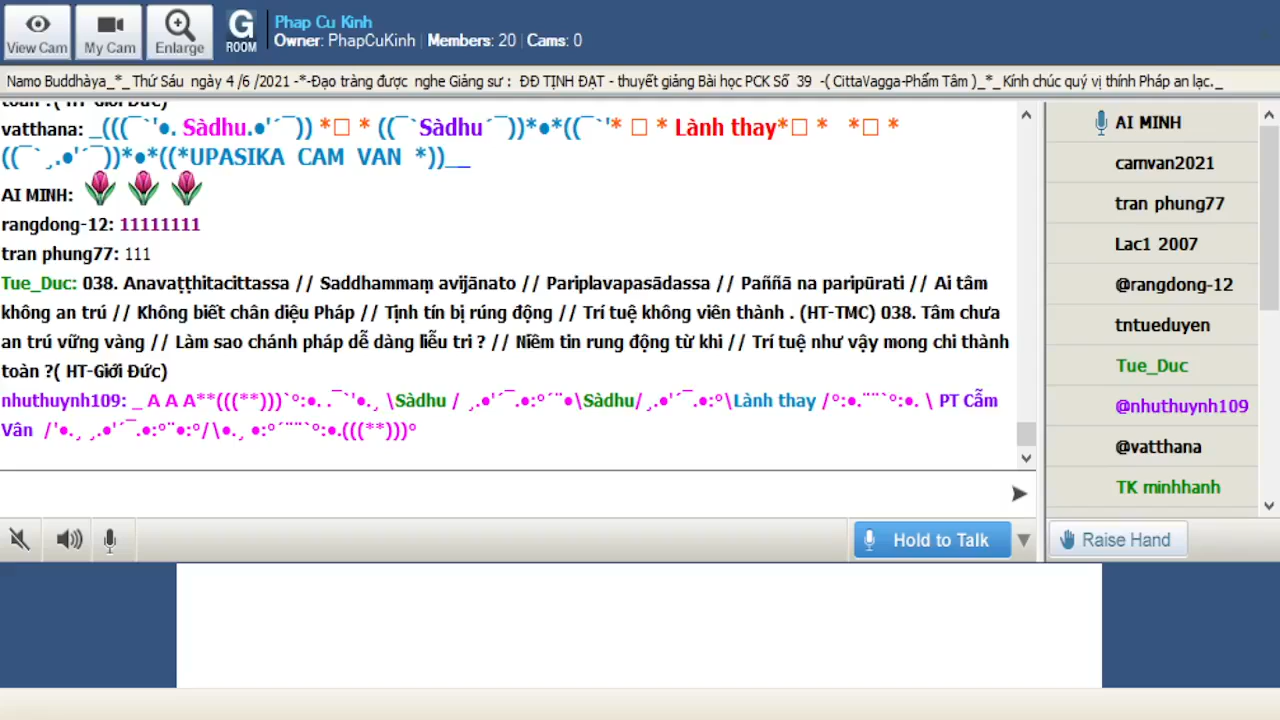 View Cam
My Cam
Enlarge
G
ROOM
Phap Cu Kinh
Owner: PhapCuKinh | Members: 20 | Cams: 0
Namo Buddhàya_*_ Thứ Sáu ngày 4 /6 /2021 -*-Đạo tràng được nghe Giảng sư : ĐĐ TỊNH ĐẠT - thuyết giảng Bài học PCK Số 39 -( CittaVagga-Phẩm Tâm )_*_ Kính chúc quý vị thính Pháp an lạc._
toàn .( HT-Giới Đức)
vatthana: _(((¯`'●. Sàdhu.●'´¯)) *□ * ((¯`Sàdhu´¯))*●*((¯`'* □ * Lành thay*□ * *□ *
((¯`¸.●'´¯))*●*((*UPASIKA CAM VAN *))__
AI MINH:
rangdong-12: 11111111
tran phung77: 111
Tue_Duc: 038. Anavaṭṭhitacittassa // Saddhammaṃ avijānato // Pariplavapasādassa // Paññā na paripūrati // Ai tâm
không an trú // Không biết chân diệu Pháp // Tịnh tín bị rúng động // Trí tuệ không viên thành . (HT-TMC) 038. Tâm chưa
an trú vững vàng // Làm sao chánh pháp dễ dàng liễu tri ? // Niềm tin rung động từ khi // Trí tuệ như vậy mong chi thành
toàn ?( HT-Giới Đức)
nhuthuynh109: _ A A A**(((**)))`°:●. .¯`'●.¸ \Sàdhu / ¸.●'´¯.●:°´¨●\Sàdhu/¸.●'´¯.●:°\Lành thay /°:●.¨¨`°:●. \ PT Cẩm
Vân /'●.¸ ¸.●'´¯.●:°¨●:°/\●.¸ ●:°´¨¨`°:●.(((**)))°
Hold to Talk
AI MINH
camvan2021
tran phung77
Lac1 2007
@rangdong-12
tntueduyen
Tue_Duc
@nhuthuynh109
@vatthana
TK minhhanh
Raise Hand